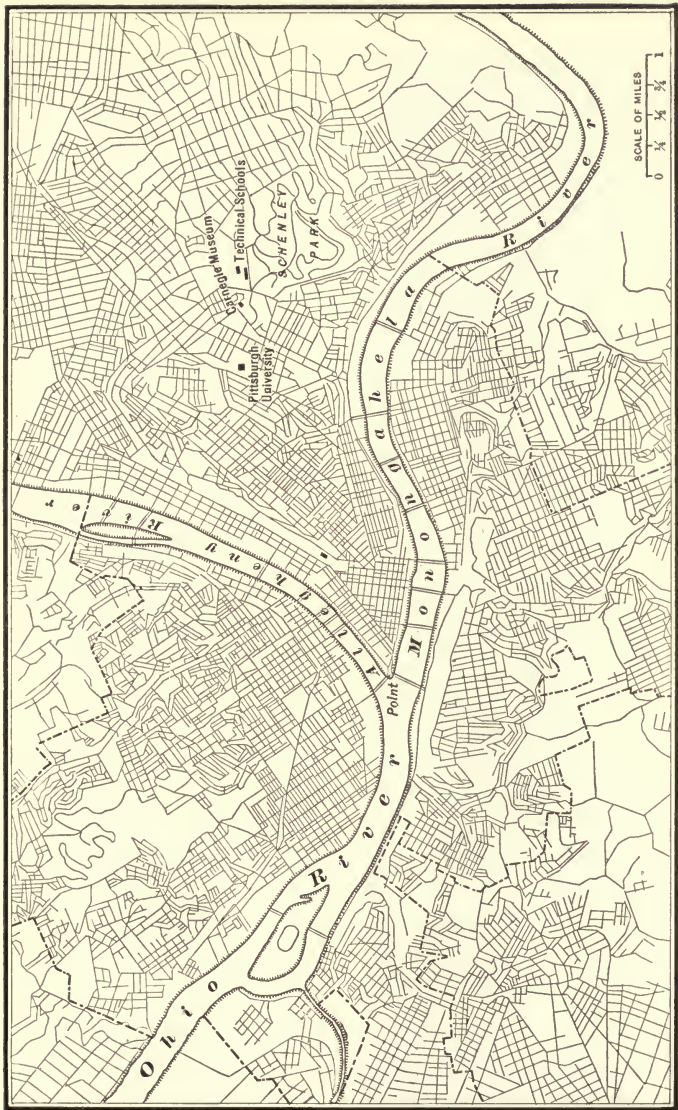 Ohio River
Allegheny River
Monongahela River
Point
Pittsburgh
University
Carnegie Museum
Technical Schools
SCHENLEY
PARK
SCALE OF MILES
0 ¼ ½ ¾ 1